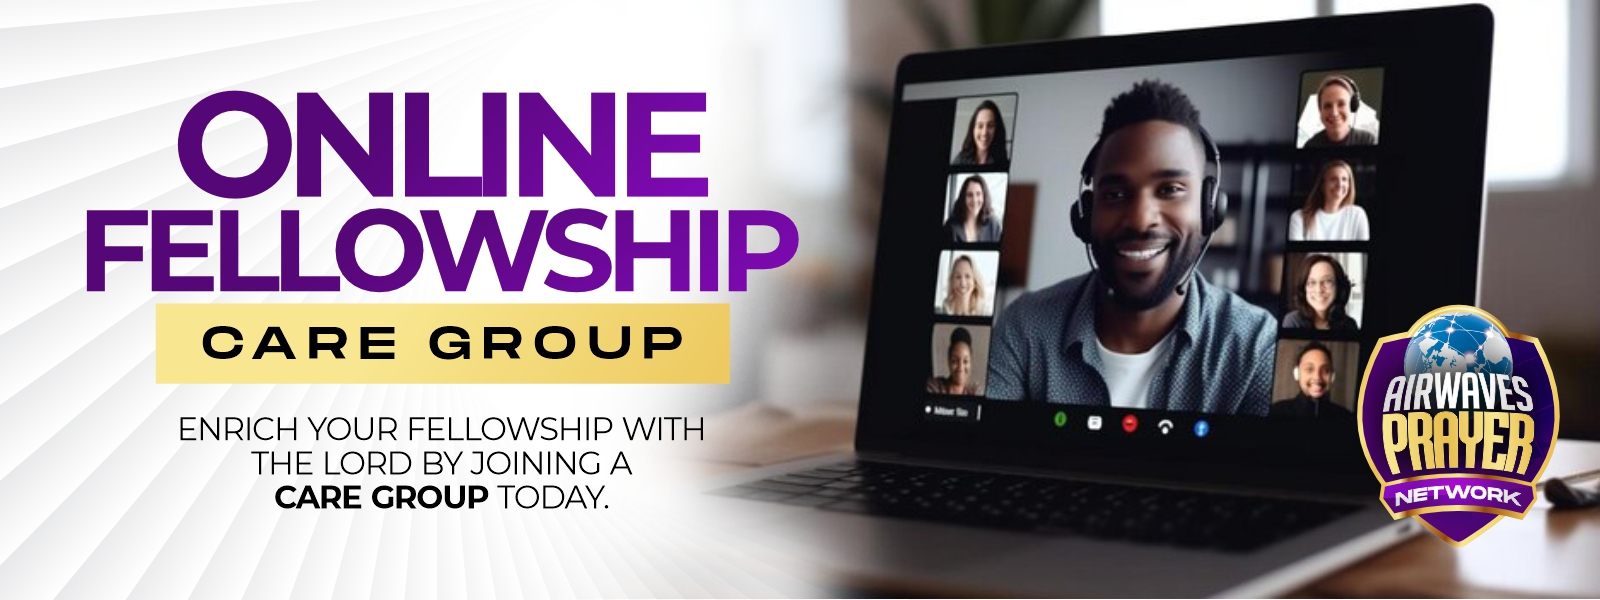 ONLINE
FELLOWSHIP
CARE GROUP
ENRICH YOUR FELLOWSHIP WITH
THE LORD BY JOINING A
CARE GROUP TODAY.
AIRWAVES
PRAYER
NETWORK